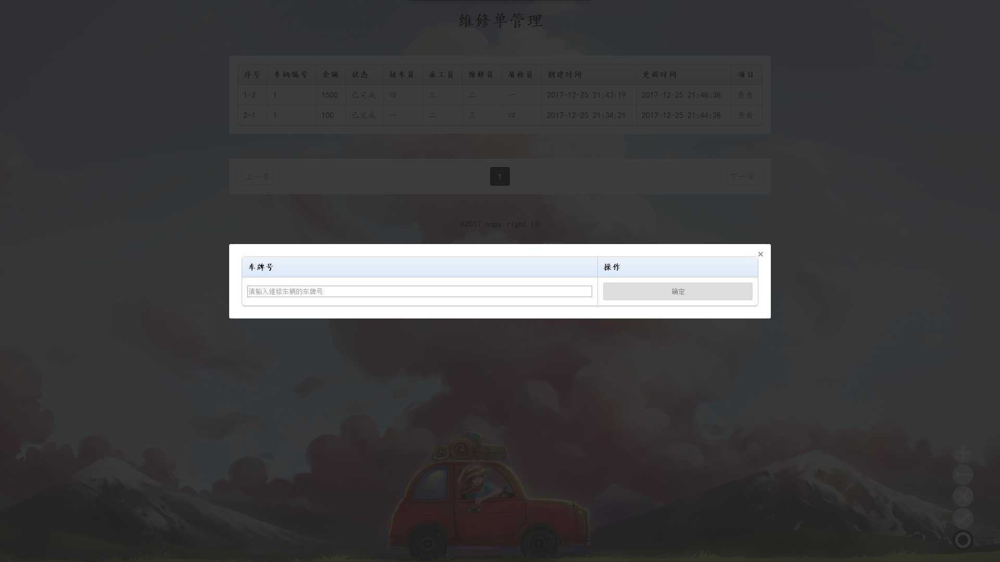 维修单管理
序号 车辆编号 金额 状态 接车员 派工员 维修员 质检员 创建时间 更新时间 项目
1-2 1 1500 已完成 四 三 二 一 2017-12-25 21:43:19 2017-12-25 21:48:38 查看
2-1 1 100 已完成 一 二 三 四 2017-12-25 21:34:21 2017-12-25 21:44:38 查看
上一页 1 下一页
©2017 copy right LU
×
车牌号 操作
请输入维修车辆的车牌号 确定